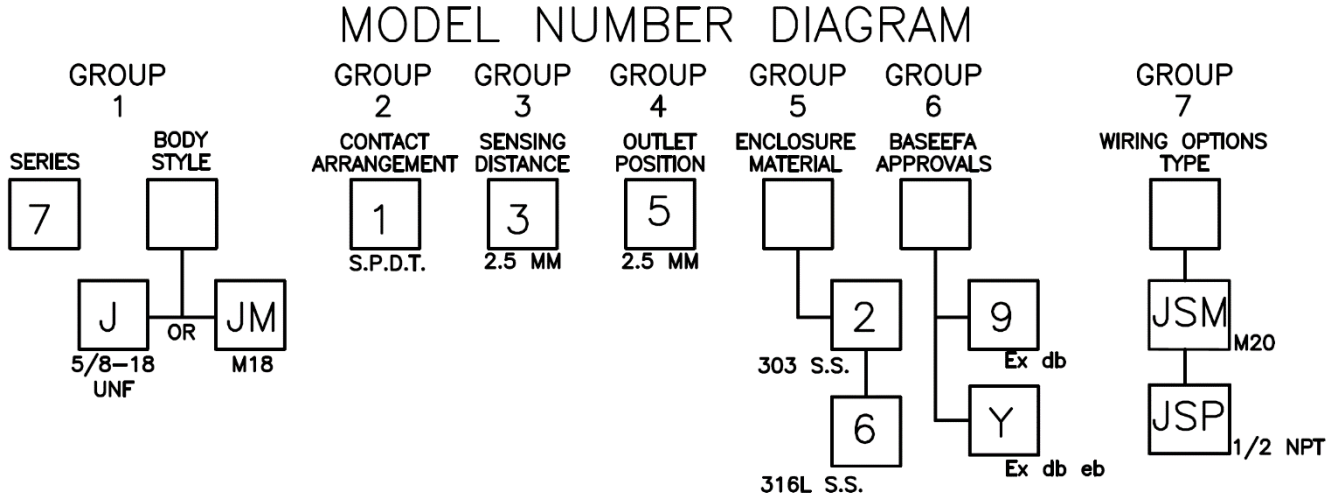 MODEL NUMBER DIAGRAM
GROUP 1
GROUP 2
GROUP 3
GROUP 4
GROUP 5
GROUP 6
GROUP 7
SERIES
BODY STYLE
CONTACT ARRANGEMENT
SENSING DISTANCE
OUTLET POSITION
ENCLOSURE MATERIAL
BASEEFA APPROVALS
WIRING OPTIONS TYPE
7
1
3
5
S.P.D.T.
2.5 MM
2.5 MM
J
OR
JM
2
9
JSM
5/8-18 UNF
M18
303 S.S.
Ex db
M20
6
Y
JSP
316L S.S.
Ex db eb
1/2 NPT